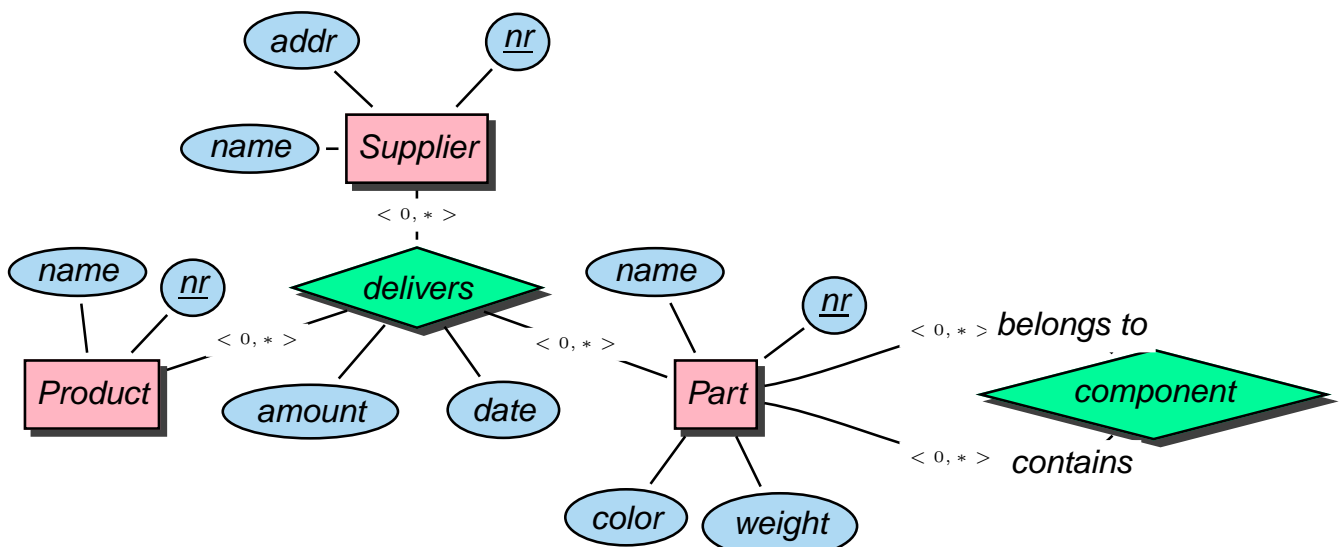 addr
nr
name
Supplier
< 0, * >
name
nr
delivers
name
nr
< 0, * >
< 0, * >
< 0, * >
belongs to
Product
amount
date
Part
component
< 0, * >
contains
color
weight